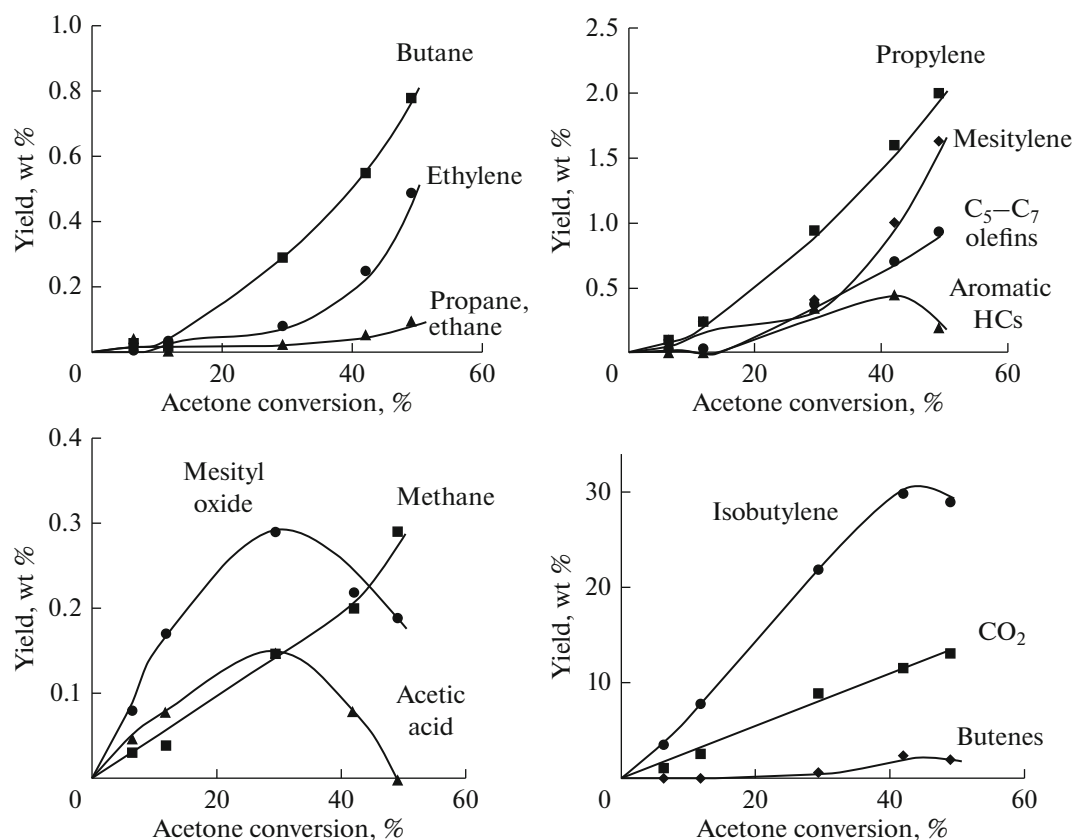 1.0
Butane
0.8
0.6
Ethylene
0.4
0.2
Propane,
ethane
0
20
40
60
Yield, wt %
Acetone conversion, %
2.5
Propylene
2.0
Mesitylene
1.5
C₅—C₇
olefins
1.0
Aromatic
HCs
0.5
0
20
40
60
Yield, wt %
Acetone conversion, %
0.4
Mesityl
oxide
Methane
0.3
0.2
Acetic
acid
0.1
0
20
40
60
Yield, wt %
Acetone conversion, %
30
Isobutylene
20
CO₂
10
Butenes
0
20
40
60
Yield, wt %
Acetone conversion, %